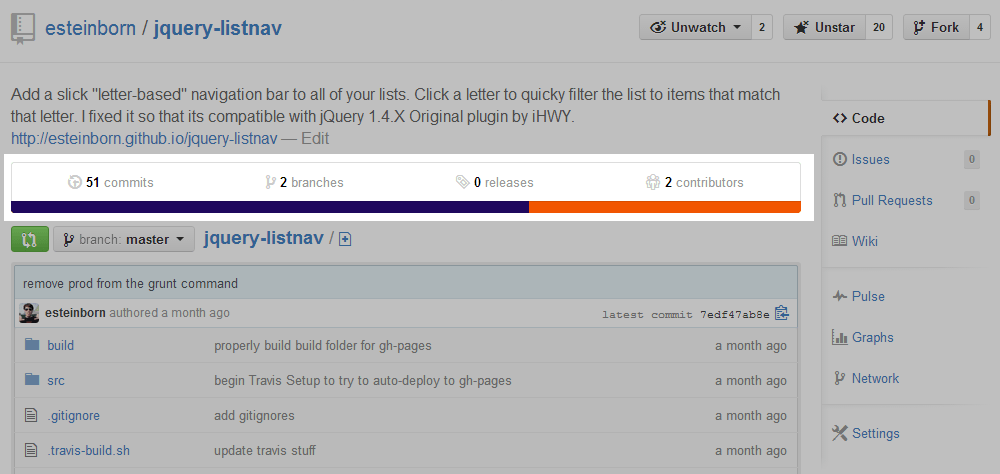 esteinborn / jquery-listnav
Unwatch 2 Unstar 20 Fork 4
Add a slick "letter-based" navigation bar to all of your lists. Click a letter to quicky filter the list to items that match
that letter. I fixed it so that its compatible with jQuery 1.4.X Original plugin by iHWY.
http://esteinborn.github.io/jquery-listnav — Edit
51 commits 2 branches 0 releases 2 contributors
branch: master jquery-listnav /
remove prod from the grunt command
esteinborn authored a month ago latest commit 7edf47ab8e
build properly build build folder for gh-pages a month ago
src begin Travis Setup to try to auto-deploy to gh-pages a month ago
.gitignore add gitignores a month ago
.travis-build.sh update travis stuff a month ago
Code
Issues 0
Pull Requests 0
Wiki
Pulse
Graphs
Network
Settings